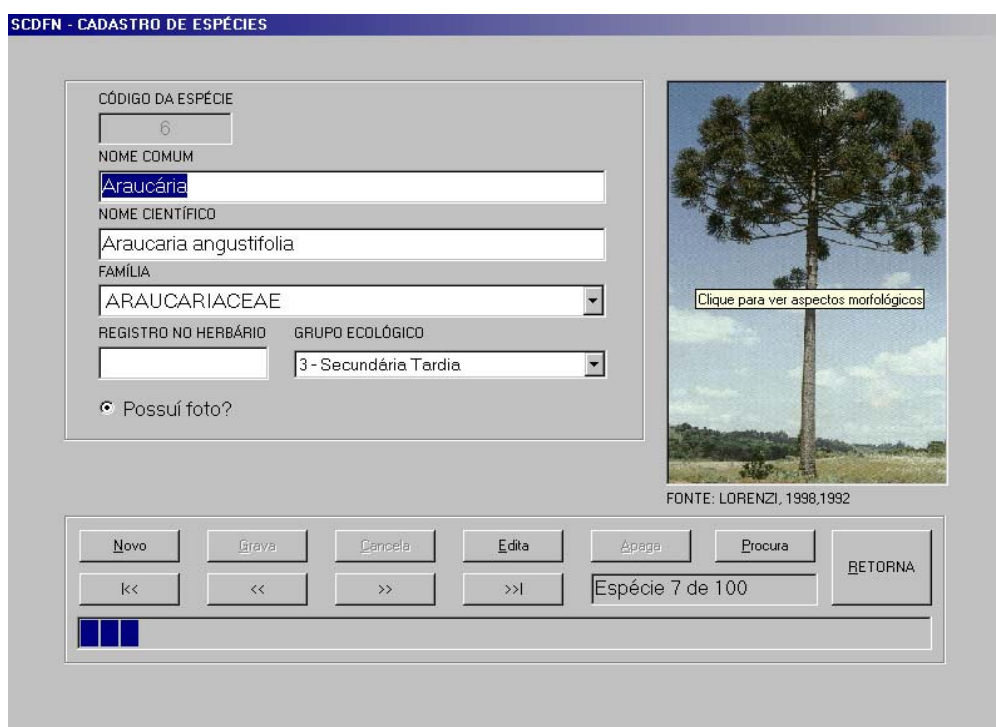 SCDFN - CADASTRO DE ESPÉCIES
CÓDIGO DA ESPÉCIE
6
NOME COMUM
Araucária
NOME CIENTÍFICO
Araucaria angustifolia
FAMÍLIA
ARAUCARIACEAE
REGISTRO NO HERBÁRIO GRUPO ECOLÓGICO
3 - Secundária Tardia
Possuí foto?
Clique para ver aspectos morfológicos
FONTE: LORENZI, 1998,1992
Novo Grava Cancela Edita Apaga Procura
RETORNA
|<< << >> >>| Espécie 7 de 100